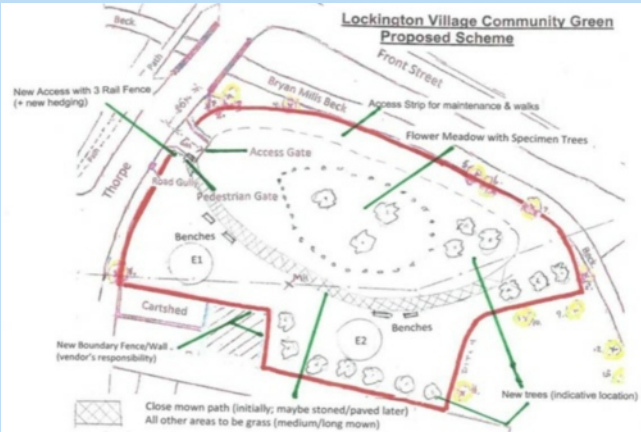 Lockington Village Community Green
Proposed Scheme
Beck
Path
Front Street
New Access with 3 Rail Fence
(+ new hedging)
Bryan Mills Beck
Access Strip for maintenance & walks
Flower Meadow with Specimen Trees
Path
Thorpe
Access Gate
Road Gully
Pedestrian Gate
Benches
E1
Beck
Cartshed
Benches
E2
New Boundary Fence/Wall
(vendor's responsibility)
New trees (indicative location)
Close mown path (initially; maybe stoned/paved later)
All other areas to be grass (medium/long mown)